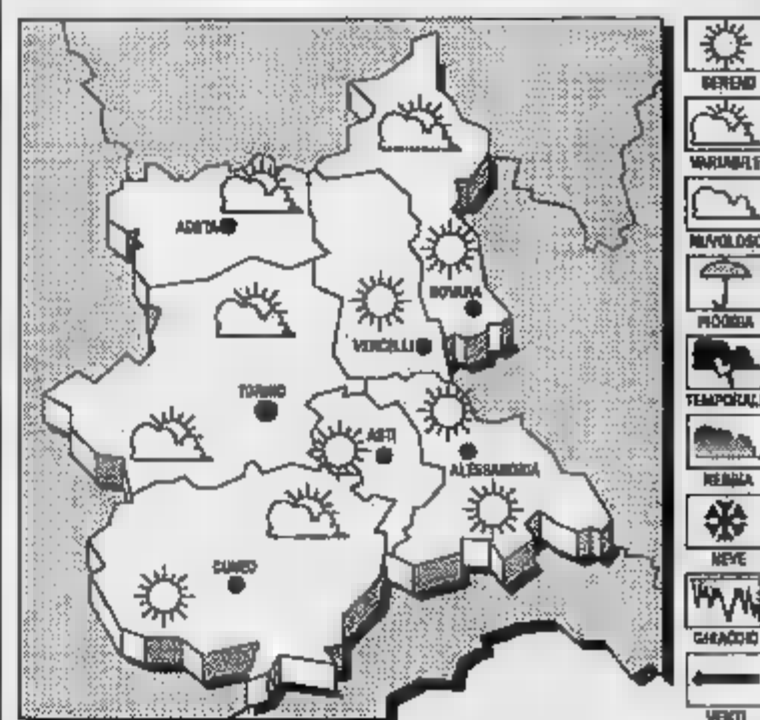 AOSTA
NOVARA
VERCELLI
TORINO
ASTI
ALESSANDRIA
CUNEO
SERENO
VARIABILE
NUVOLOSO
PIOGGIA
TEMPORALE
NEBBIA
NEVE
GHIACCIO
VENTI